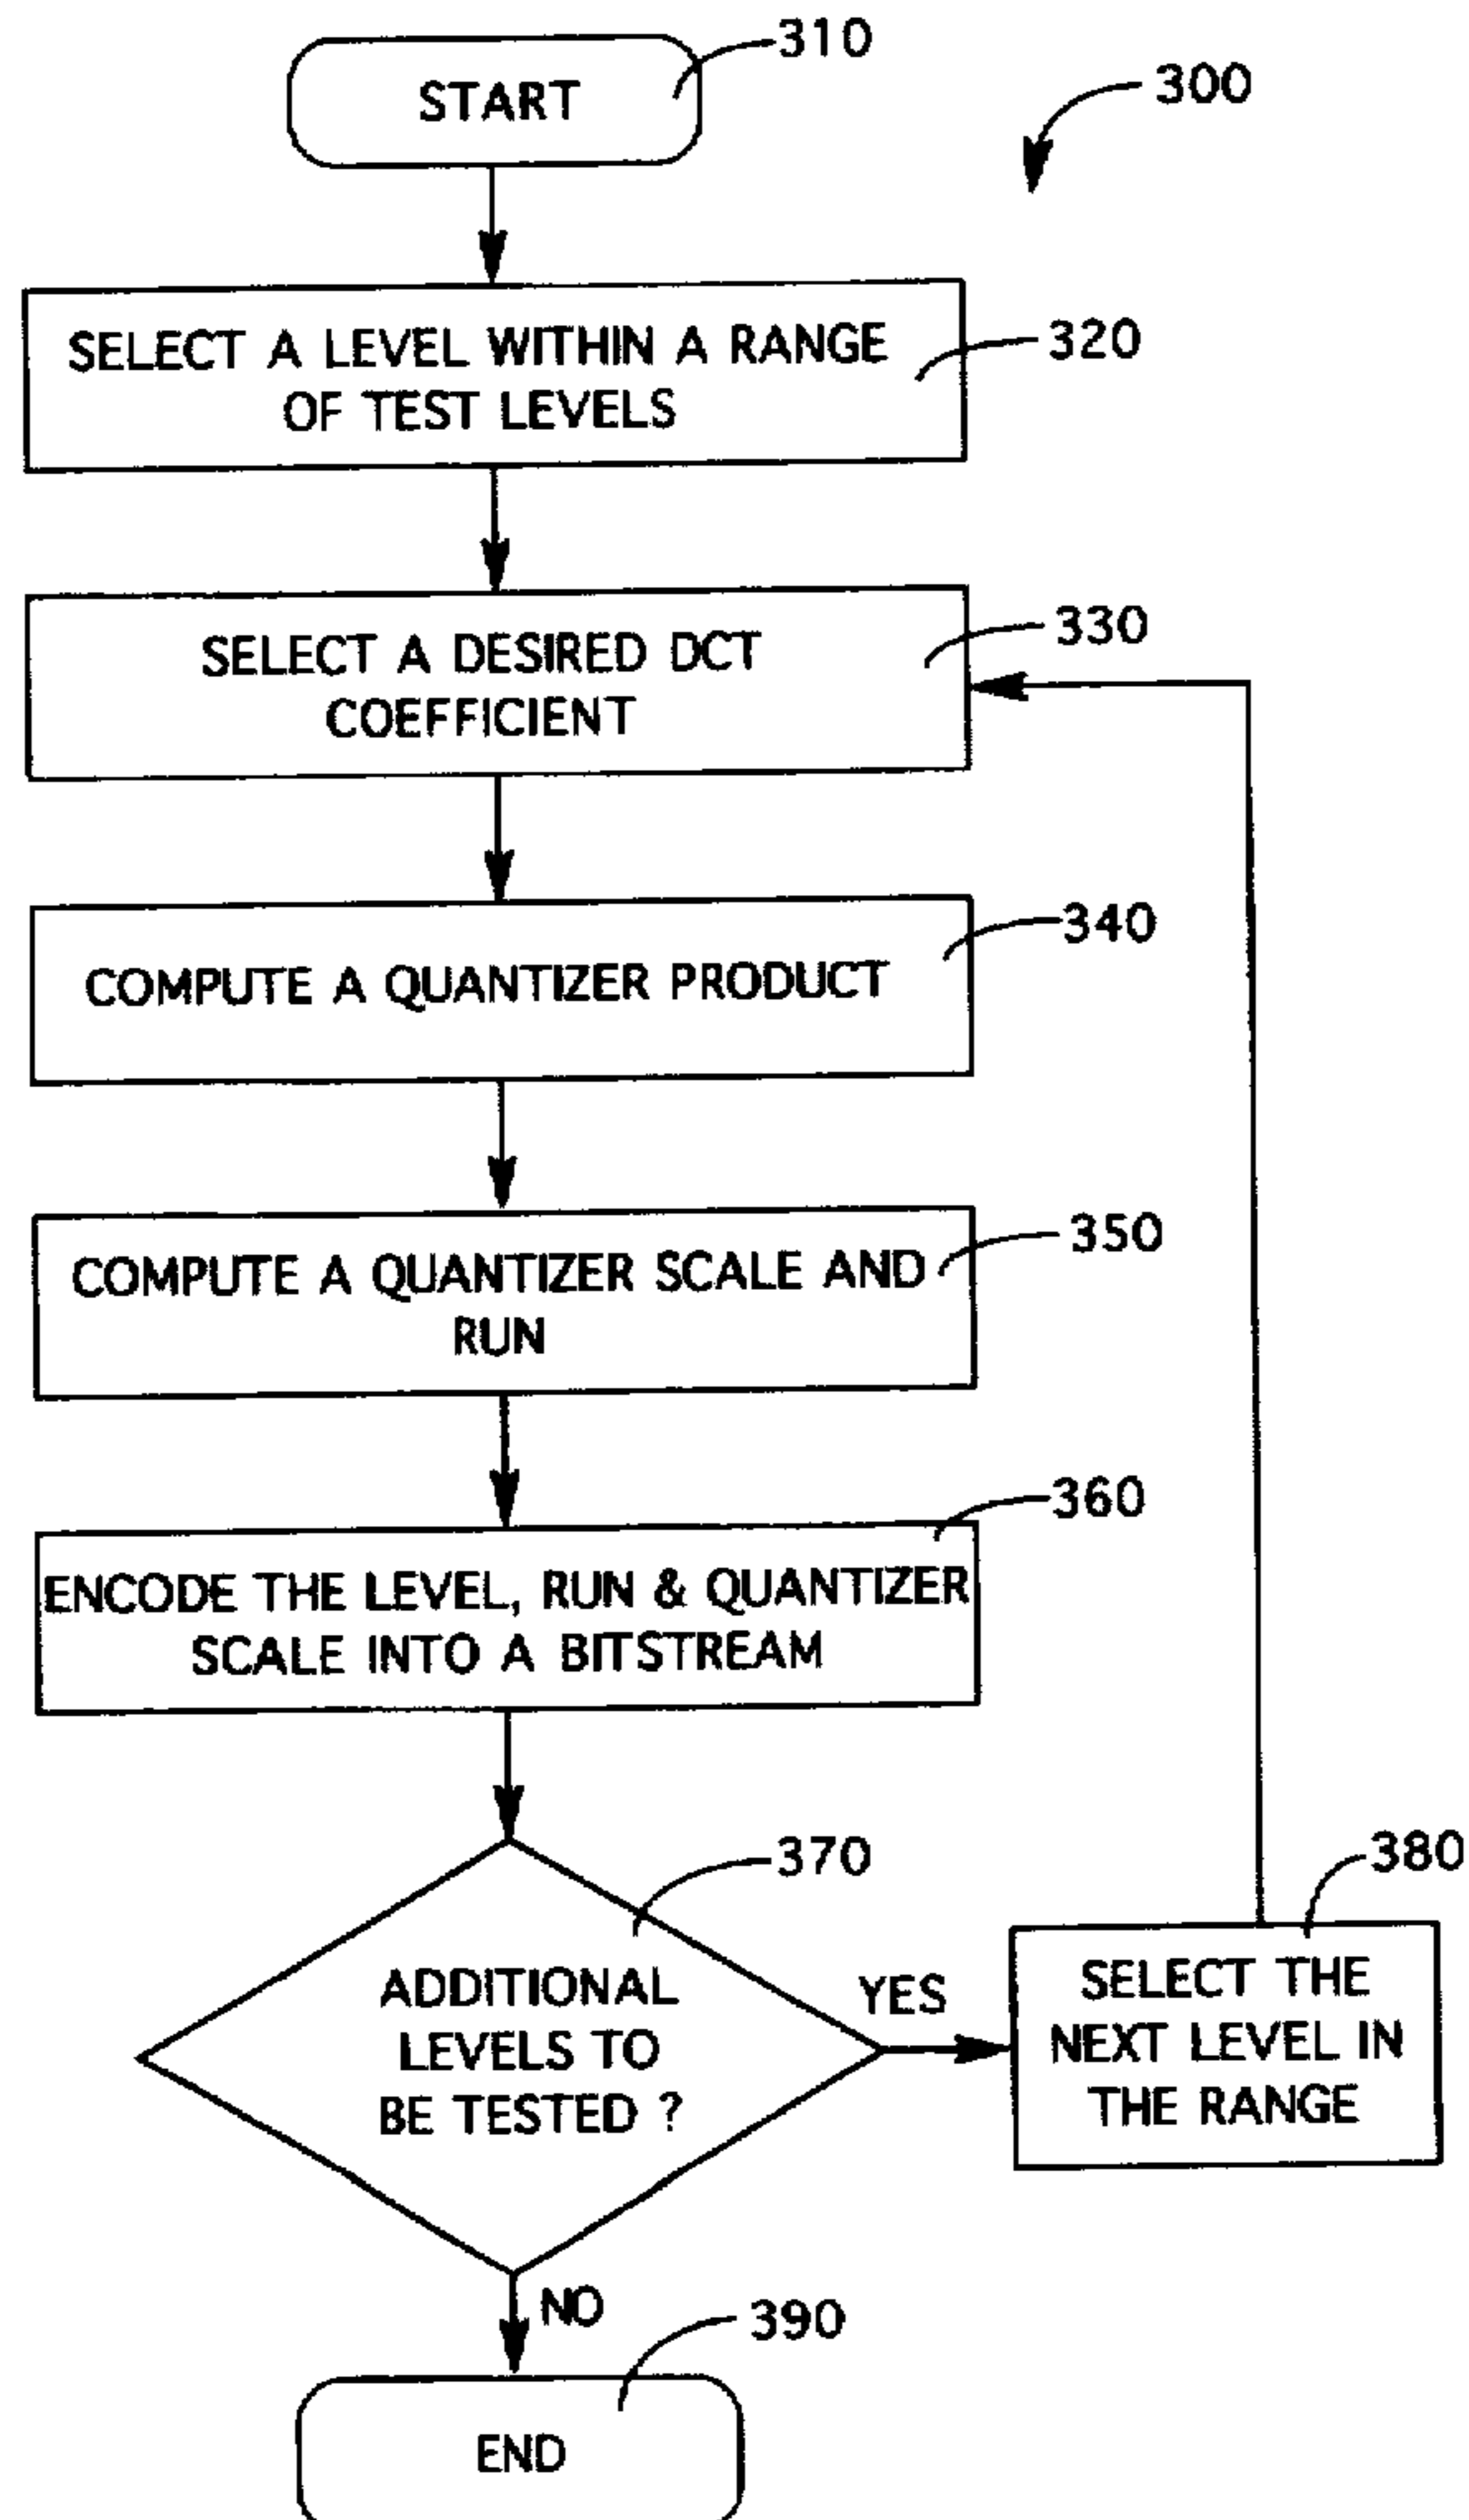 310
START
300
SELECT A LEVEL WITHIN A RANGE
OF TEST LEVELS
320
SELECT A DESIRED DCT
COEFFICIENT
330
COMPUTE A QUANTIZER PRODUCT
340
COMPUTE A QUANTIZER SCALE AND
RUN
350
ENCODE THE LEVEL, RUN & QUANTIZER
SCALE INTO A BITSTREAM
360
370
ADDITIONAL
LEVELS TO
BE TESTED ?
YES
380
SELECT THE
NEXT LEVEL IN
THE RANGE
NO
390
END